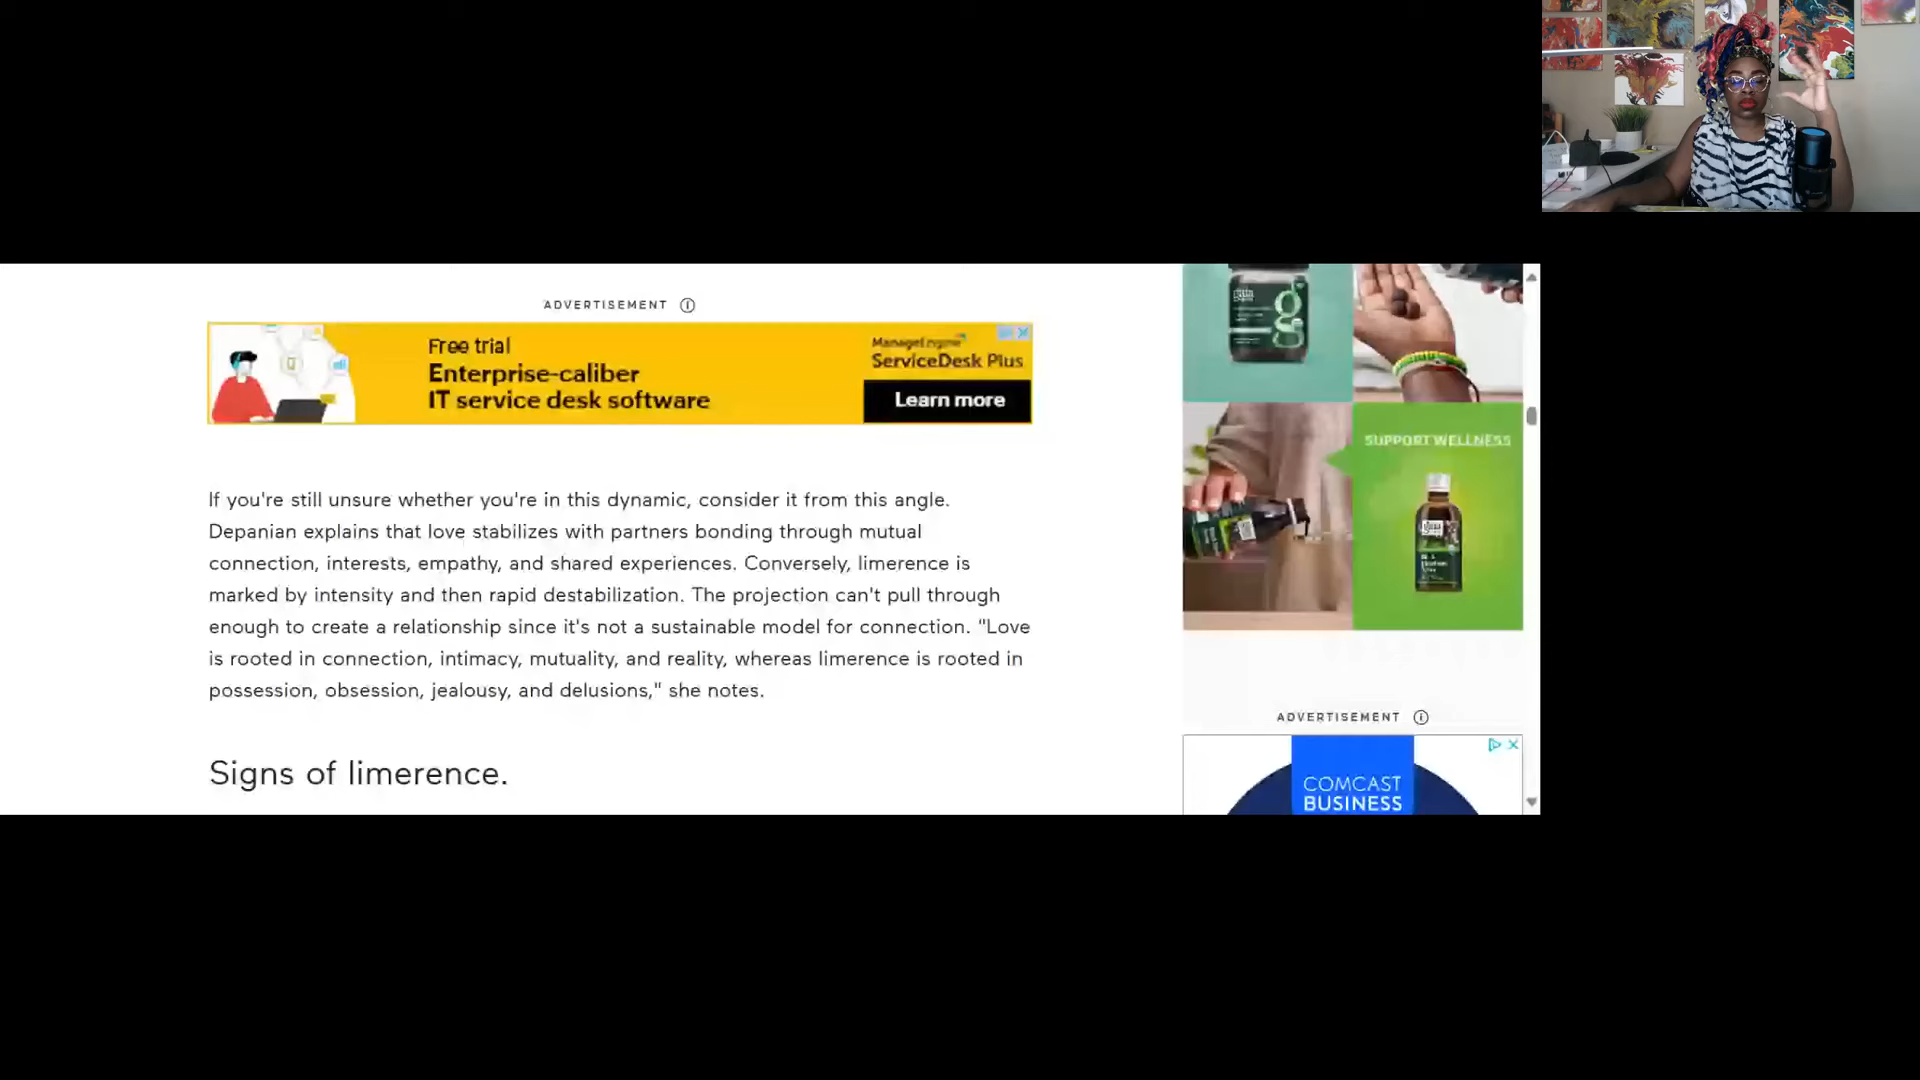 ADVERTISEMENT
Free trial
Enterprise-caliber
IT service desk software
ManageEngine
ServiceDesk Plus
Learn more
If you're still unsure whether you're in this dynamic, consider it from this angle.
Depanian explains that love stabilizes with partners bonding through mutual
connection, interests, empathy, and shared experiences. Conversely, limerence is
marked by intensity and then rapid destabilization. The projection can't pull through
enough to create a relationship since it's not a sustainable model for connection. "Love
is rooted in connection, intimacy, mutuality, and reality, whereas limerence is rooted in
possession, obsession, jealousy, and delusions," she notes.
Signs of limerence.
g
SUPPORT WELLNESS
ADVERTISEMENT
COMCAST
BUSINESS